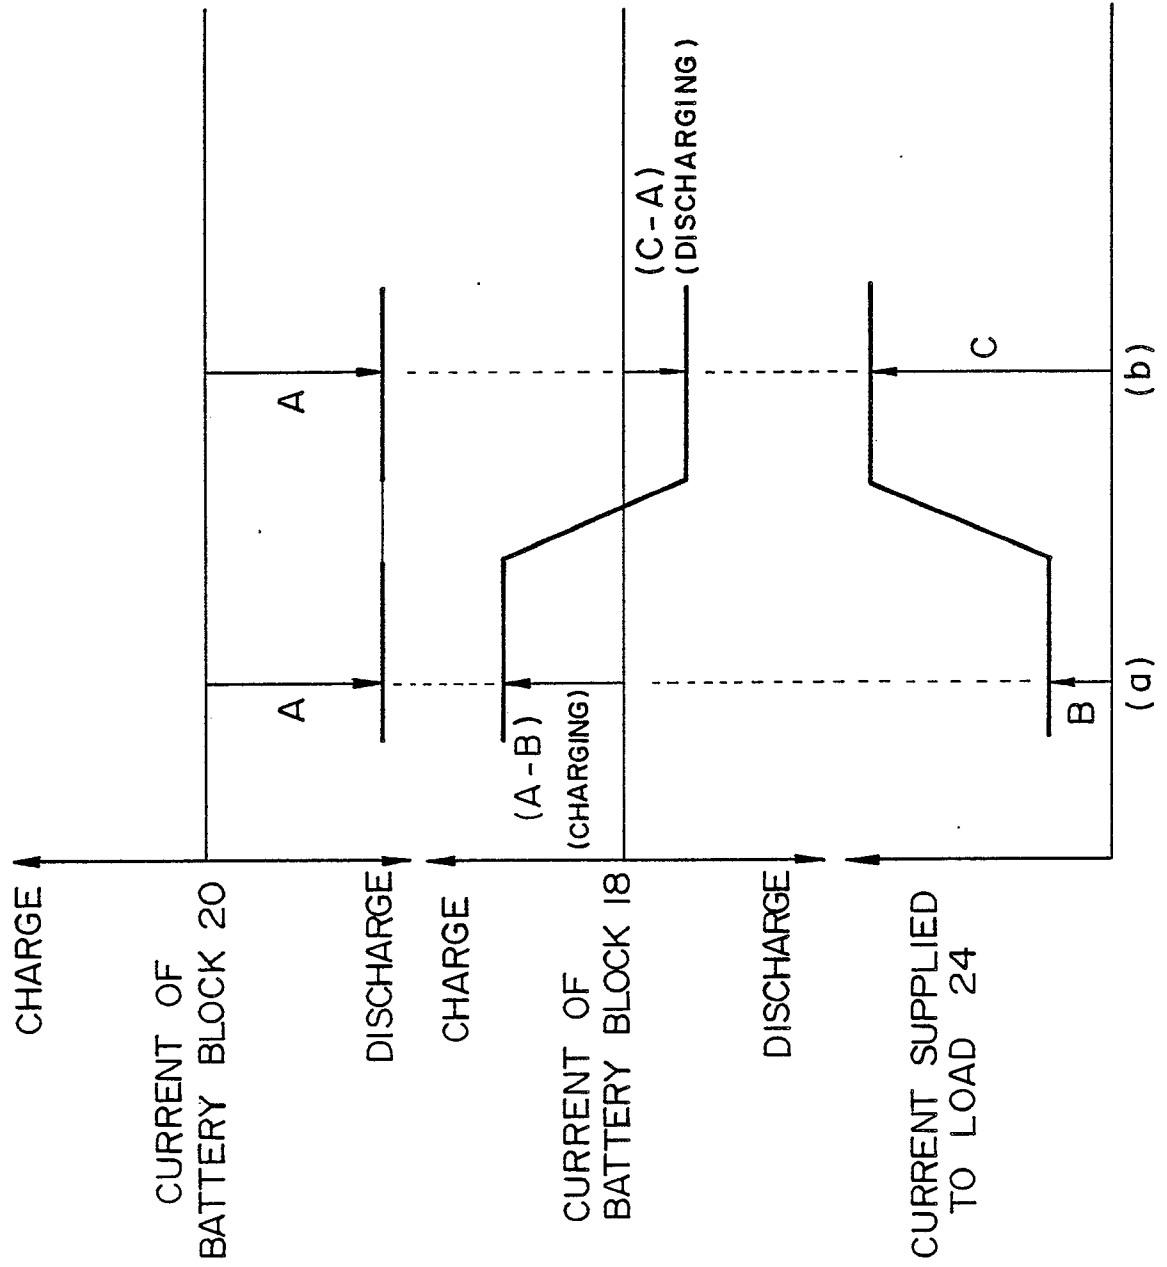 CHARGE
CURRENT OF
BATTERY BLOCK 20
DISCHARGE
A
A
CHARGE
CURRENT OF
BATTERY BLOCK 18
DISCHARGE
(A-B)
(CHARGING)
(C-A)
(DISCHARGING)
CURRENT SUPPLIED
TO LOAD 24
B
C
(a)
(b)